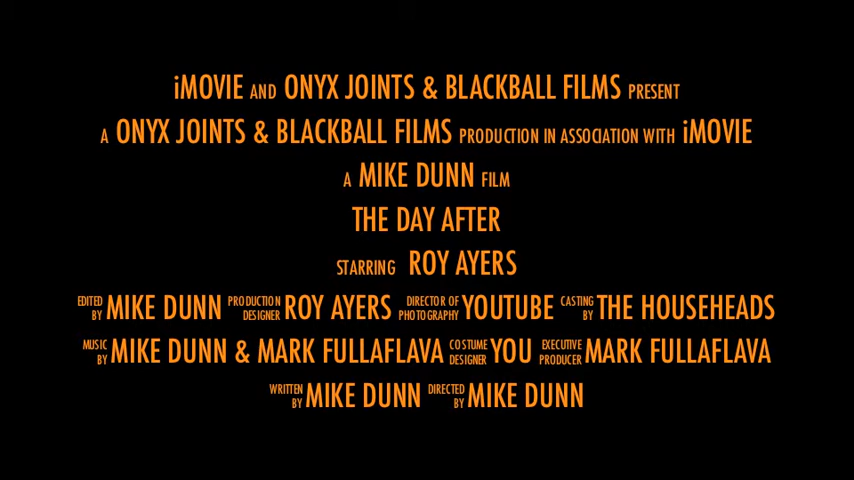 iMOVIE AND ONYX JOINTS & BLACKBALL FILMS PRESENT
A ONYX JOINTS & BLACKBALL FILMS PRODUCTION IN ASSOCIATION WITH iMOVIE
A MIKE DUNN FILM
THE DAY AFTER
STARRING ROY AYERS
EDITED BY MIKE DUNN PRODUCTION DESIGNER ROY AYERS DIRECTOR OF PHOTOGRAPHY YOUTUBE CASTING BY THE HOUSEHEADS
MUSIC BY MIKE DUNN & MARK FULLAFLAVA COSTUME DESIGNER YOU EXECUTIVE PRODUCER MARK FULLAFLAVA
WRITTEN BY MIKE DUNN DIRECTED BY MIKE DUNN